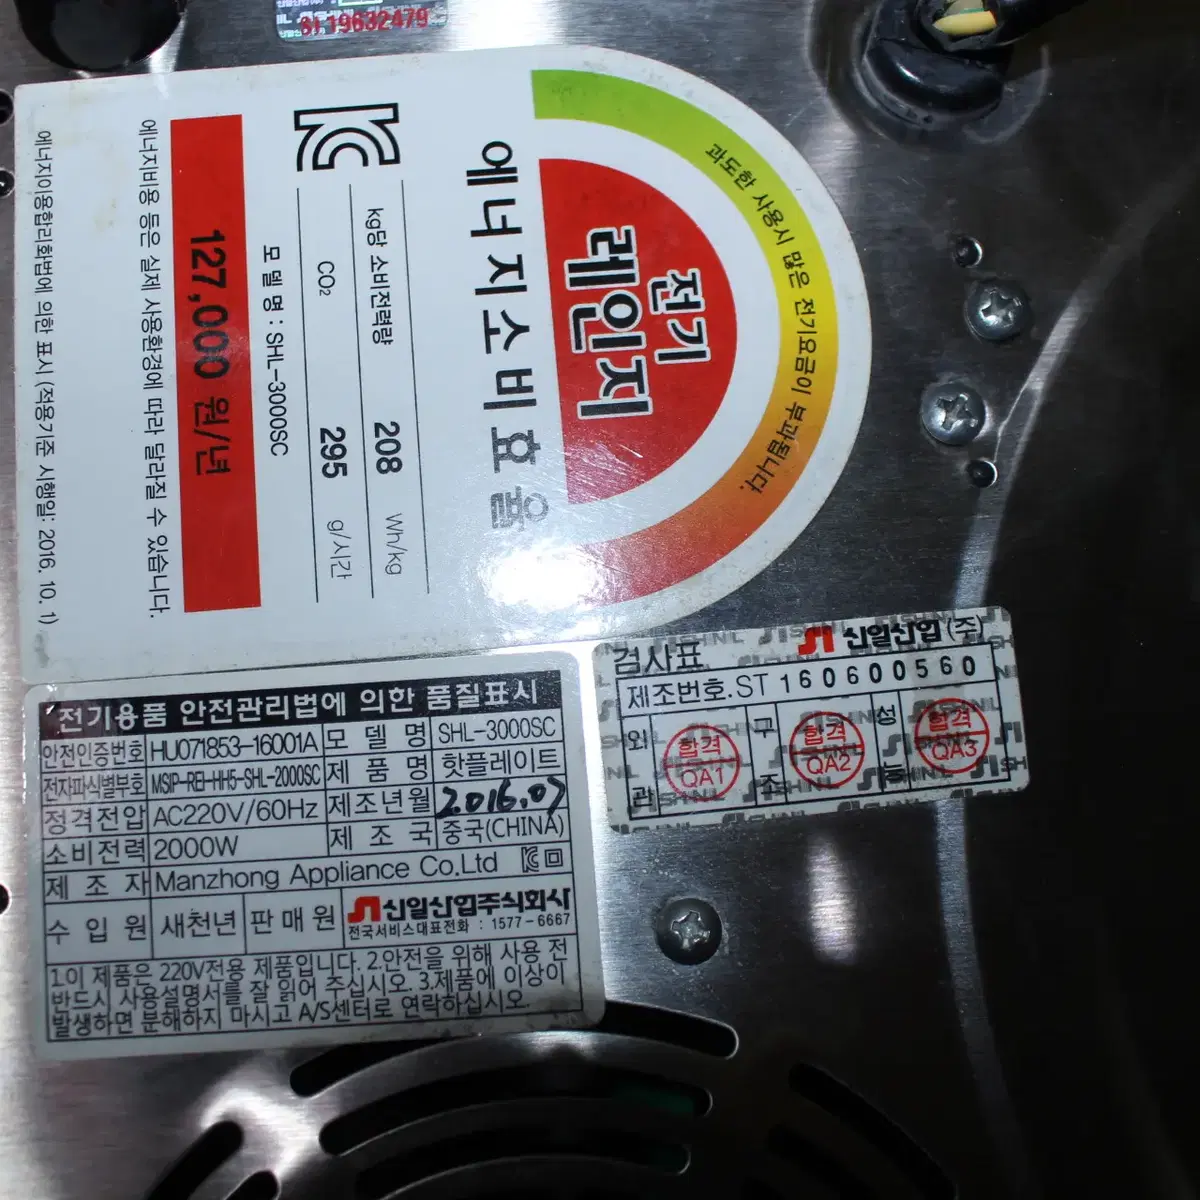 SL19632479
과도한 사용시 많은 전기요금이 부과됩니다.
전기
레인지
에너지소비효율
kg당 소비전력량 208 Wh/kg
CO₂ 295 g/시간
모델명 : SHL-3000SC
127,000 원/년
에너지비용 등은 실제 사용환경에 따라 달라질 수 있습니다.
에너지이용합리화법에 의한 표시 (적용기준 시행일: 2016. 10. 1)
전기용품 안전관리법에 의한 품질표시
안전인증번호 HU071853-16001A 모델명 SHL-3000SC
전자파식별부호 MSIP-REI-HH5-SHL-2000SC 제품명 핫플레이트
정격전압 AC220V/60Hz 제조년월 2016.07
소비전력 2000W 제조국 중국(CHINA)
제조자 Manzhong Appliance Co.,Ltd
수입원 새천년 판매원 신일산업주식회사
전국서비스대표전화 : 1577-6667
1.이 제품은 220V전용 제품입니다. 2.안전을 위해 사용 전
반드시 사용설명서를 잘 읽어 주십시오. 3.제품에 이상이
발생하면 분해하지 마시고 A/S센터로 연락하십시오.
검사표 신일산업(주)
제조번호.ST 160600560
외관 합격 QA1 구조 합격 QA2 성능 합격 QA3